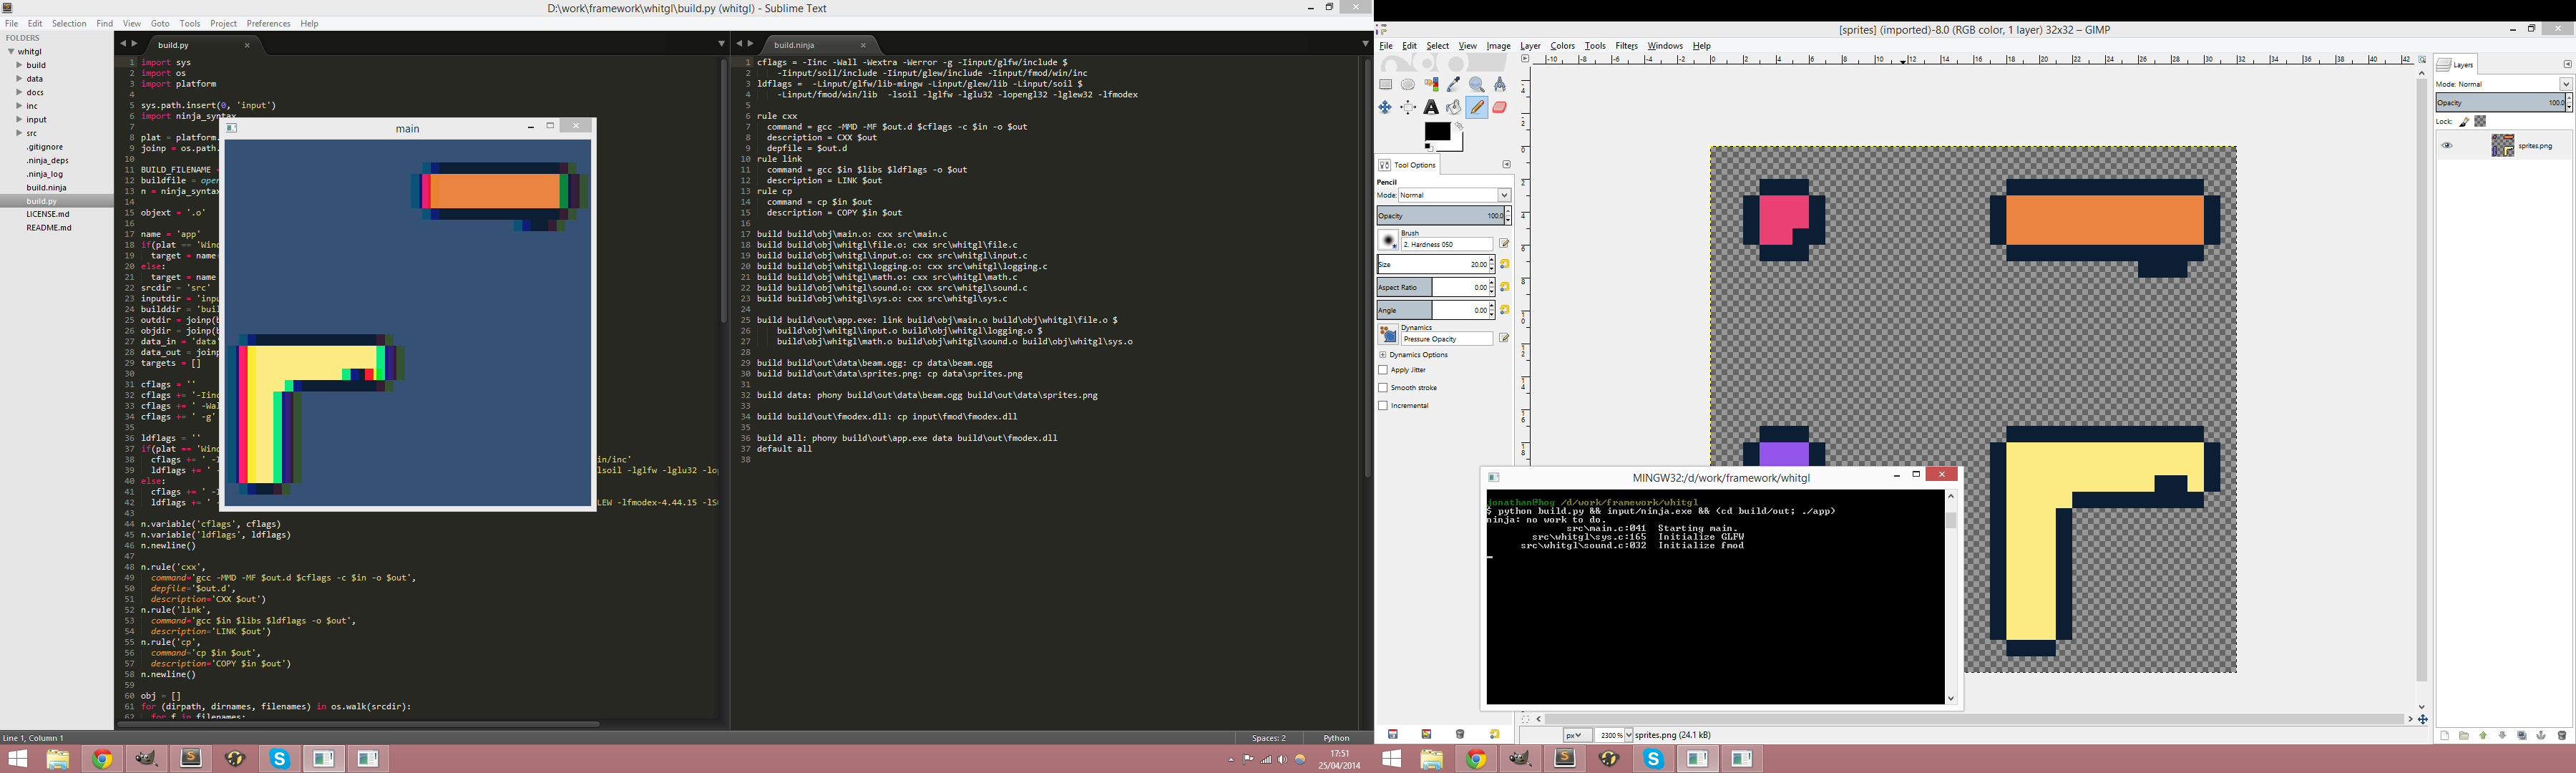 D:\work\framework\whitgl\build.py (whitgl) - Sublime Text
File Edit Selection Find View Goto Tools Project Preferences Help
FOLDERS
whitgl
build
data
docs
inc
input
src
.gitignore
.ninja_deps
.ninja_log
build.ninja
build.py
LICENSE.md
README.md
build.py
1 import sys
2 import os
3 import platform
4
5 sys.path.insert(0, 'input')
6 import ninja_syntax
7
8 plat = platform.
9 joinp = os.path.
10
11 BUILD_FILENAME =
12 buildfile = open
13 n = ninja_syntax
14
15 objext = '.o'
16
17 name = 'app'
18 if(plat == 'Wind
19 target = name+
20 else:
21 target = name
22 srcdir = 'src'
23 inputdir = 'inpu
24 builddir = 'buil
25 outdir = joinp(b
26 objdir = joinp(b
27 data_in = 'data'
28 data_out = joinp
29 targets = []
30
31 cflags = ''
32 cflags += '-Iinc
33 cflags += ' -Wal
34 cflags += ' -g'
35
36 ldflags = ''
37 if(plat == 'Wind
38 cflags += ' -I in/inc'
39 ldflags += ' - lsoil -lglfw -lglu32 -lop
40 else:
41 cflags += ' -I
42 ldflags += ' - LEW -lfmodex-4.44.15 -lS
43
44 n.variable('cflags', cflags)
45 n.variable('ldflags', ldflags)
46 n.newline()
47
48 n.rule('cxx',
49 command='gcc -MMD -MF $out.d $cflags -c $in -o $out',
50 depfile='$out.d',
51 description='CXX $out')
52 n.rule('link',
53 command='gcc $in $libs $ldflags -o $out',
54 description='LINK $out')
55 n.rule('cp',
56 command='cp $in $out',
57 description='COPY $in $out')
58 n.newline()
59
60 obj = []
61 for (dirpath, dirnames, filenames) in os.walk(srcdir):
62 for f in filenames:
main
build.ninja
1 cflags = -Iinc -Wall -Wextra -Werror -g -Iinput/glfw/include $
2 -Iinput/soil/include -Iinput/glew/include -Iinput/fmod/win/inc
3 ldflags = -Linput/glfw/lib-mingw -Linput/glew/lib -Linput/soil $
4 -Linput/fmod/win/lib -lsoil -lglfw -lglu32 -lopengl32 -lglew32 -lfmodex
5
6 rule cxx
7 command = gcc -MMD -MF $out.d $cflags -c $in -o $out
8 description = CXX $out
9 depfile = $out.d
10 rule link
11 command = gcc $in $libs $ldflags -o $out
12 description = LINK $out
13 rule cp
14 command = cp $in $out
15 description = COPY $in $out
16
17 build build\obj\main.o: cxx src\main.c
18 build build\obj\whitgl\file.o: cxx src\whitgl\file.c
19 build build\obj\whitgl\input.o: cxx src\whitgl\input.c
20 build build\obj\whitgl\logging.o: cxx src\whitgl\logging.c
21 build build\obj\whitgl\math.o: cxx src\whitgl\math.c
22 build build\obj\whitgl\sound.o: cxx src\whitgl\sound.c
23 build build\obj\whitgl\sys.o: cxx src\whitgl\sys.c
24
25 build build\out\app.exe: link build\obj\main.o build\obj\whitgl\file.o $
26 build\obj\whitgl\input.o build\obj\whitgl\logging.o $
27 build\obj\whitgl\math.o build\obj\whitgl\sound.o build\obj\whitgl\sys.o
28
29 build build\out\data\beam.ogg: cp data\beam.ogg
30 build build\out\data\sprites.png: cp data\sprites.png
31
32 build data: phony build\out\data\beam.ogg build\out\data\sprites.png
33
34 build build\out\fmodex.dll: cp input\fmod\fmodex.dll
35
36 build all: phony build\out\app.exe data build\out\fmodex.dll
37 default all
38
Line 1, Column 1
Spaces: 2 Python
17:51
25/04/2014
[sprites] (imported)-8.0 (RGB color, 1 layer) 32x32 – GIMP
File Edit Select View Image Layer Colors Tools Filters Windows Help
Tool Options
Pencil
Mode: Normal
Opacity 100.0
Brush
2. Hardness 050
Size 20.00
Aspect Ratio 0.00
Angle 0.00
Dynamics
Pressure Opacity
Dynamics Options
Apply Jitter
Smooth stroke
Incremental
-10 -8 -6 -4 -2 0 2 4 6 8 10 12 14 16 18 20 22 24 26 28 30 32 34 36 38 40 42
Layers
Mode: Normal
Opacity 100.0
Lock:
sprites.png
MINGW32:/d/work/framework/whitgl
jonathan@hog /d/work/framework/whitgl
$ python build.py && input/ninja.exe && (cd build/out; ./app)
ninja: no work to do.
src\main.c:041 Starting main.
src\whitgl\sys.c:165 Initialize GLFW
src\whitgl\sound.c:032 Initialize fmod
px 2300 % sprites.png (24.1 kB)